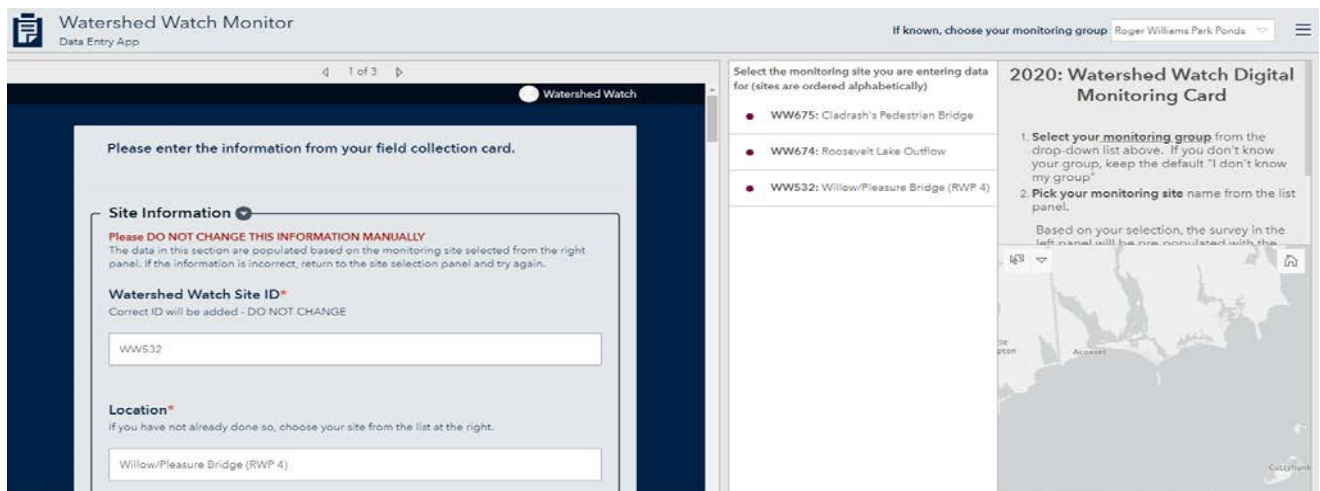 Watershed Watch Monitor
Data Entry App
If known, choose your monitoring group
Roger Williams Park Ponds
1 of 3
Watershed Watch
Please enter the information from your field collection card.
Site Information
Please DO NOT CHANGE THIS INFORMATION MANUALLY
The data in this section are populated based on the monitoring site selected from the right
panel. If the information is incorrect, return to the site selection panel and try again.
Watershed Watch Site ID*
Correct ID will be added - DO NOT CHANGE
WW532
Location*
If you have not already done so, choose your site from the list at the right.
Willow/Pleasure Bridge (RWP 4)
Select the monitoring site you are entering data
for (sites are ordered alphabetically)
WW675: Cladrash's Pedestrian Bridge
WW674: Roosevelt Lake Outflow
WW532: Willow/Pleasure Bridge (RWP 4)
2020: Watershed Watch Digital
Monitoring Card
1. Select your monitoring group from the
drop-down list above. If you don't know
your group, keep the default "I don't know
my group"
2. Pick your monitoring site name from the list
panel.
Based on your selection, the survey in the
left panel will be pre-populated with the
Acoaxet
Cuttyhunk